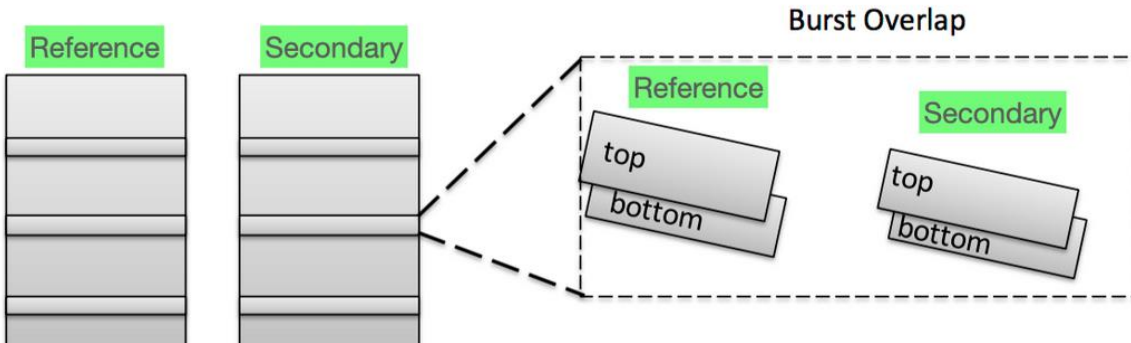 Burst Overlap
Reference
Secondary
Reference
Secondary
top
bottom
top
bottom